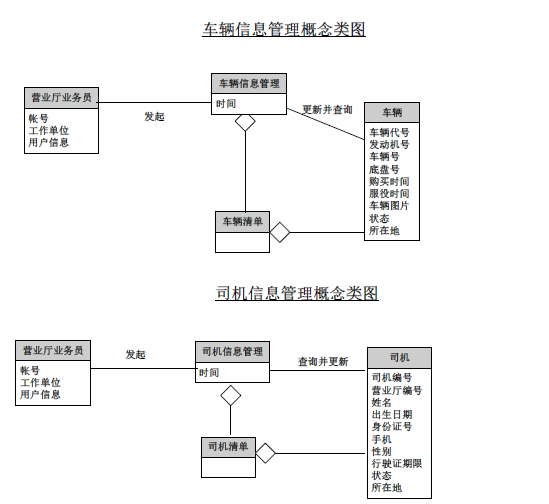 车辆信息管理概念类图
营业厅业务员
帐号
工作单位
用户信息
发起
车辆信息管理
时间
更新并查询
车辆
车辆代号
发动机号
车辆号
底盘号
购买时间
服役时间
车辆图片
状态
所在地
车辆清单
司机信息管理概念类图
营业厅业务员
帐号
工作单位
用户信息
发起
司机信息管理
时间
查询并更新
司机
司机编号
营业厅编号
姓名
出生日期
身份证号
手机
性别
行驶证期限
状态
所在地
司机清单